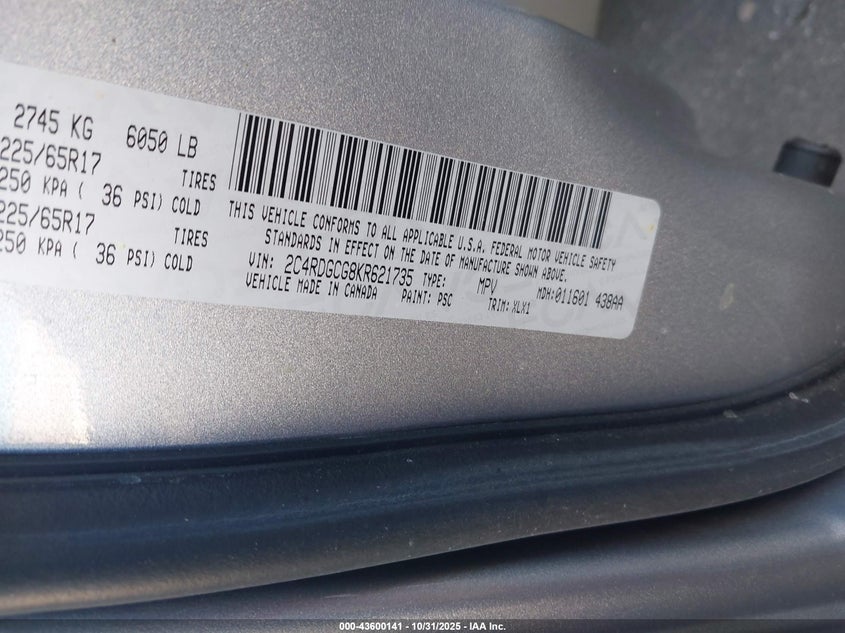 2745 KG 6050 LB
225/65R17 TIRES
250 KPA ( 36 PSI) COLD
225/65R17 TIRES
250 KPA ( 36 PSI) COLD
THIS VEHICLE CONFORMS TO ALL APPLICABLE U.S.A. FEDERAL MOTOR VEHICLE SAFETY
STANDARDS IN EFFECT ON THE DATE OF MANUFACTURE SHOWN ABOVE.
VIN: 2C4RDGCG8KR621735 TYPE: MPV MDH:011601 438AA
VEHICLE MADE IN CANADA PAINT: PSC TRIM: XLX1
000-43600141 | 10/31/2025 - IAA Inc.